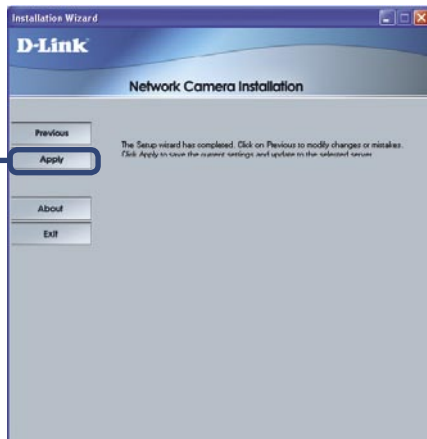 Installation Wizard
D-Link
Network Camera Installation
Previous
The Setup wizard has completed. Click on Previous to modify changes or mistakes.
Apply
Click Apply to save the current settings and update to the selected server
About
Exit